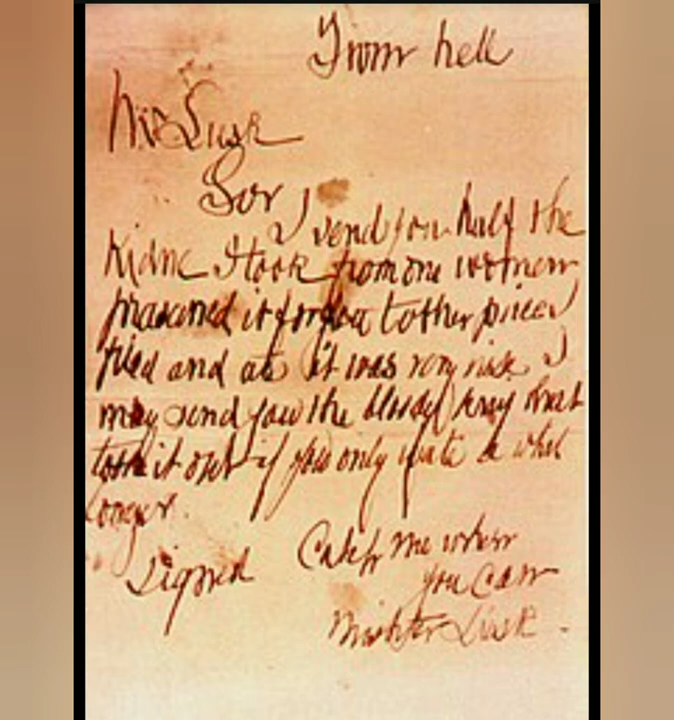 From hell
Mr Lusk
Sor
I send you half the
Kidne I took from one women
prasarved it for you tother piece I
fried and ate it was very nise I
may send you the bloody knif that
took it out if you only wate a whil
longer
signed
Catch me when
you Can
Mishter Lusk